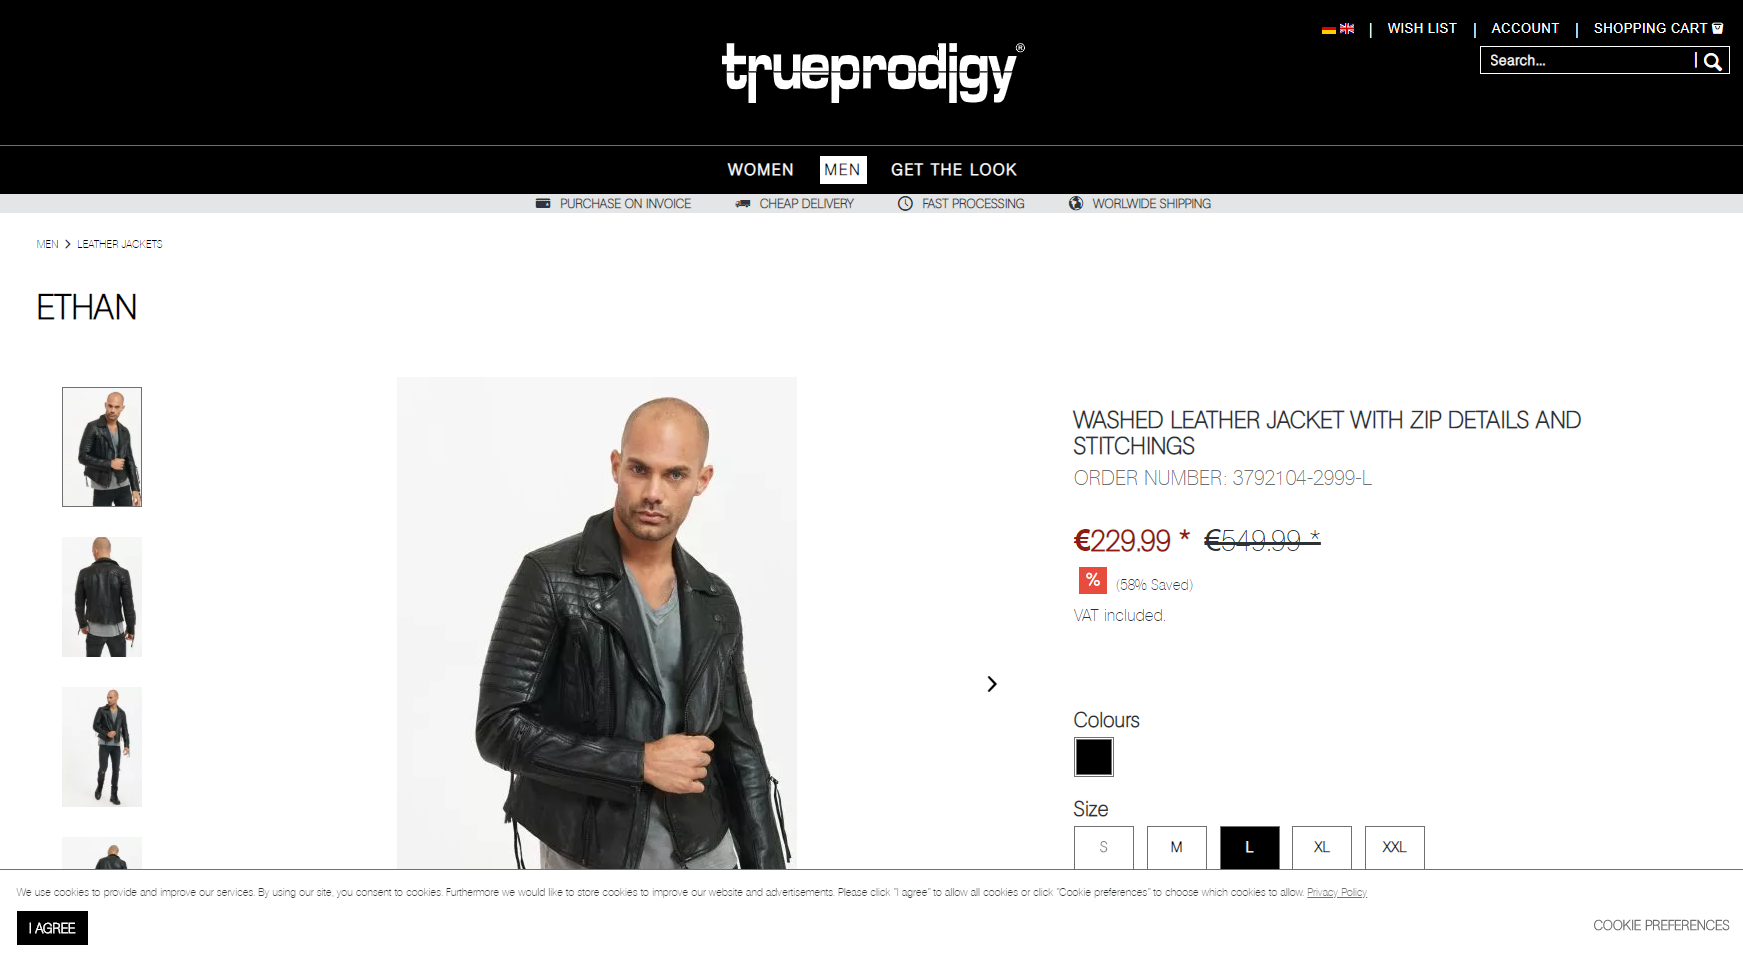 WISH LIST | ACCOUNT | SHOPPING CART
trueprodigy®
Search...
WOMEN MEN GET THE LOOK
PURCHASE ON INVOICE CHEAP DELIVERY FAST PROCESSING WORLWIDE SHIPPING
MEN > LEATHER JACKETS
ETHAN
WASHED LEATHER JACKET WITH ZIP DETAILS AND
STITCHINGS
ORDER NUMBER: 3792104-2999-L
€229.99 * €549.99 *
% (58% Saved)
VAT included.
Colours
Size
S M L XL XXL
We use cookies to provide and improve our services. By using our site, you consent to cookies. Furthermore we would like to store cookies to improve our website and advertisements. Please click "I agree" to allow all cookies or click "Cookie preferences" to choose which cookies to allow. Privacy Policy
I AGREE
COOKIE PREFERENCES